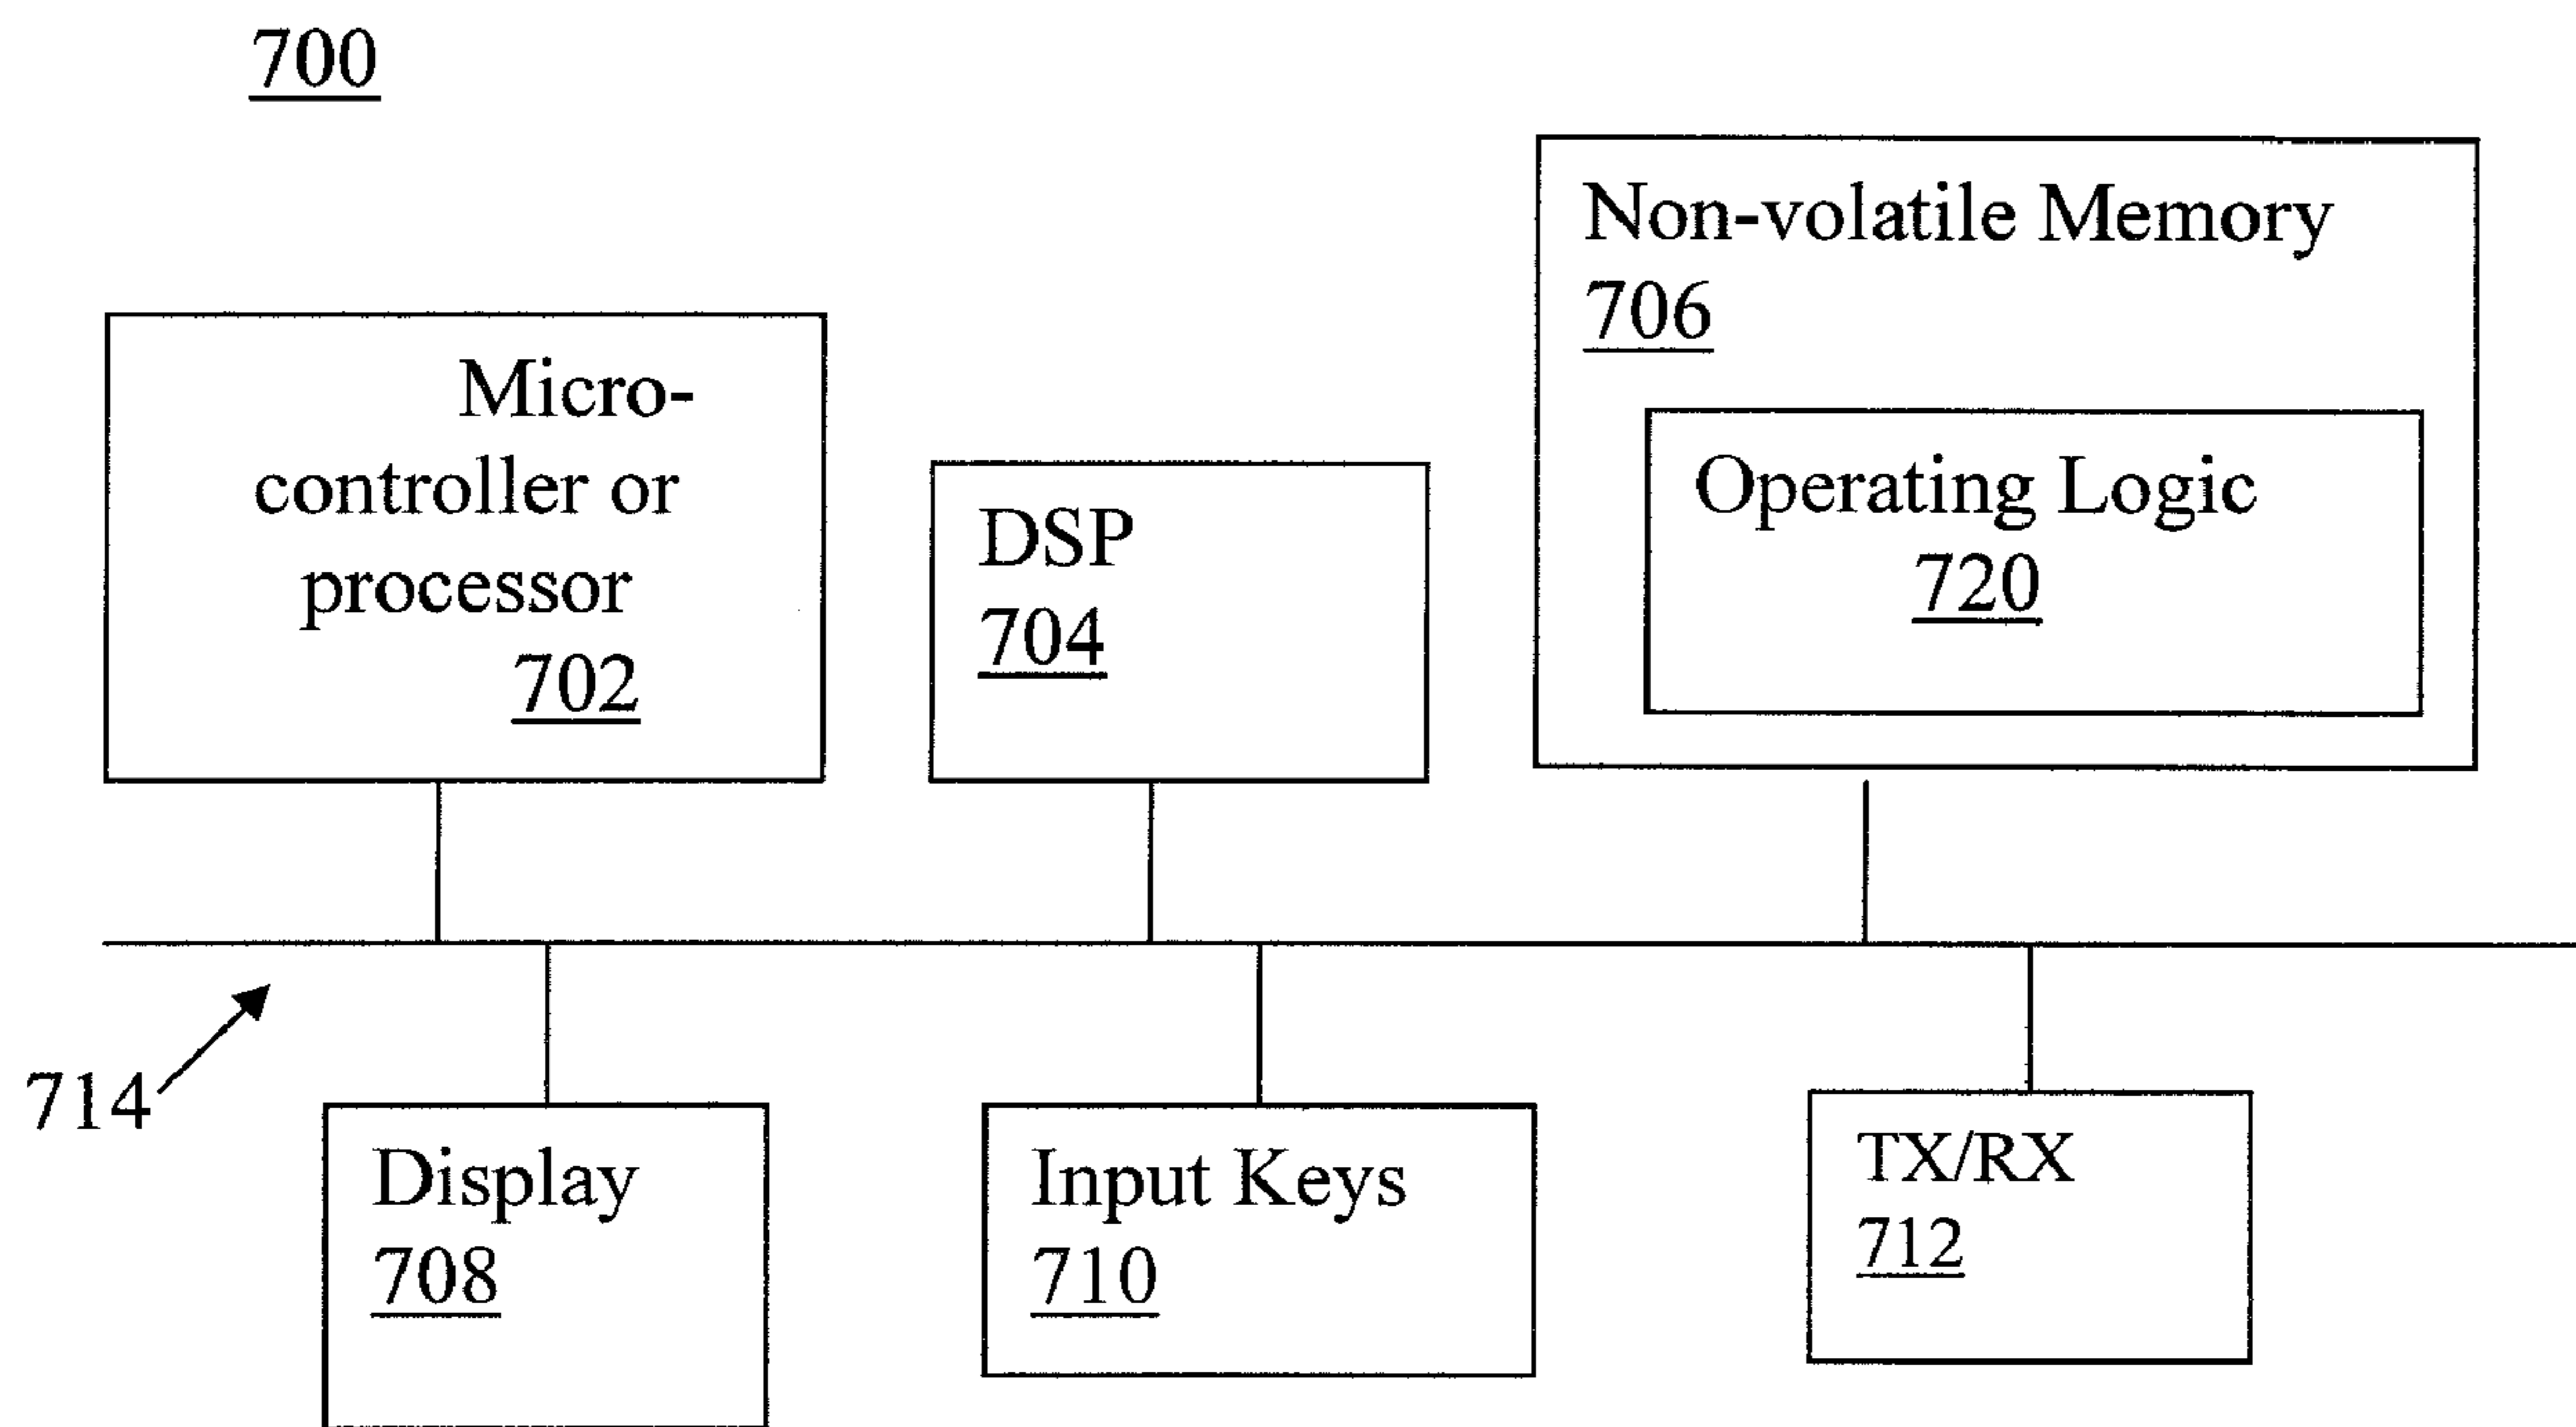 700
Micro-
controller or
processor
702
DSP
704
Non-volatile Memory
706
Operating Logic
720
714
Display
708
Input Keys
710
TX/RX
712